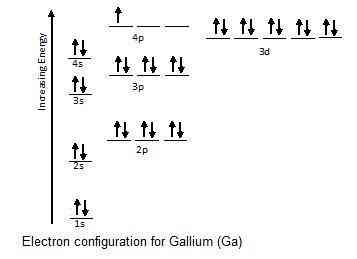 Increasing Energy
4p
3d
4s
3p
3s
2p
2s
1s
Electron configuration for Gallium (Ga)